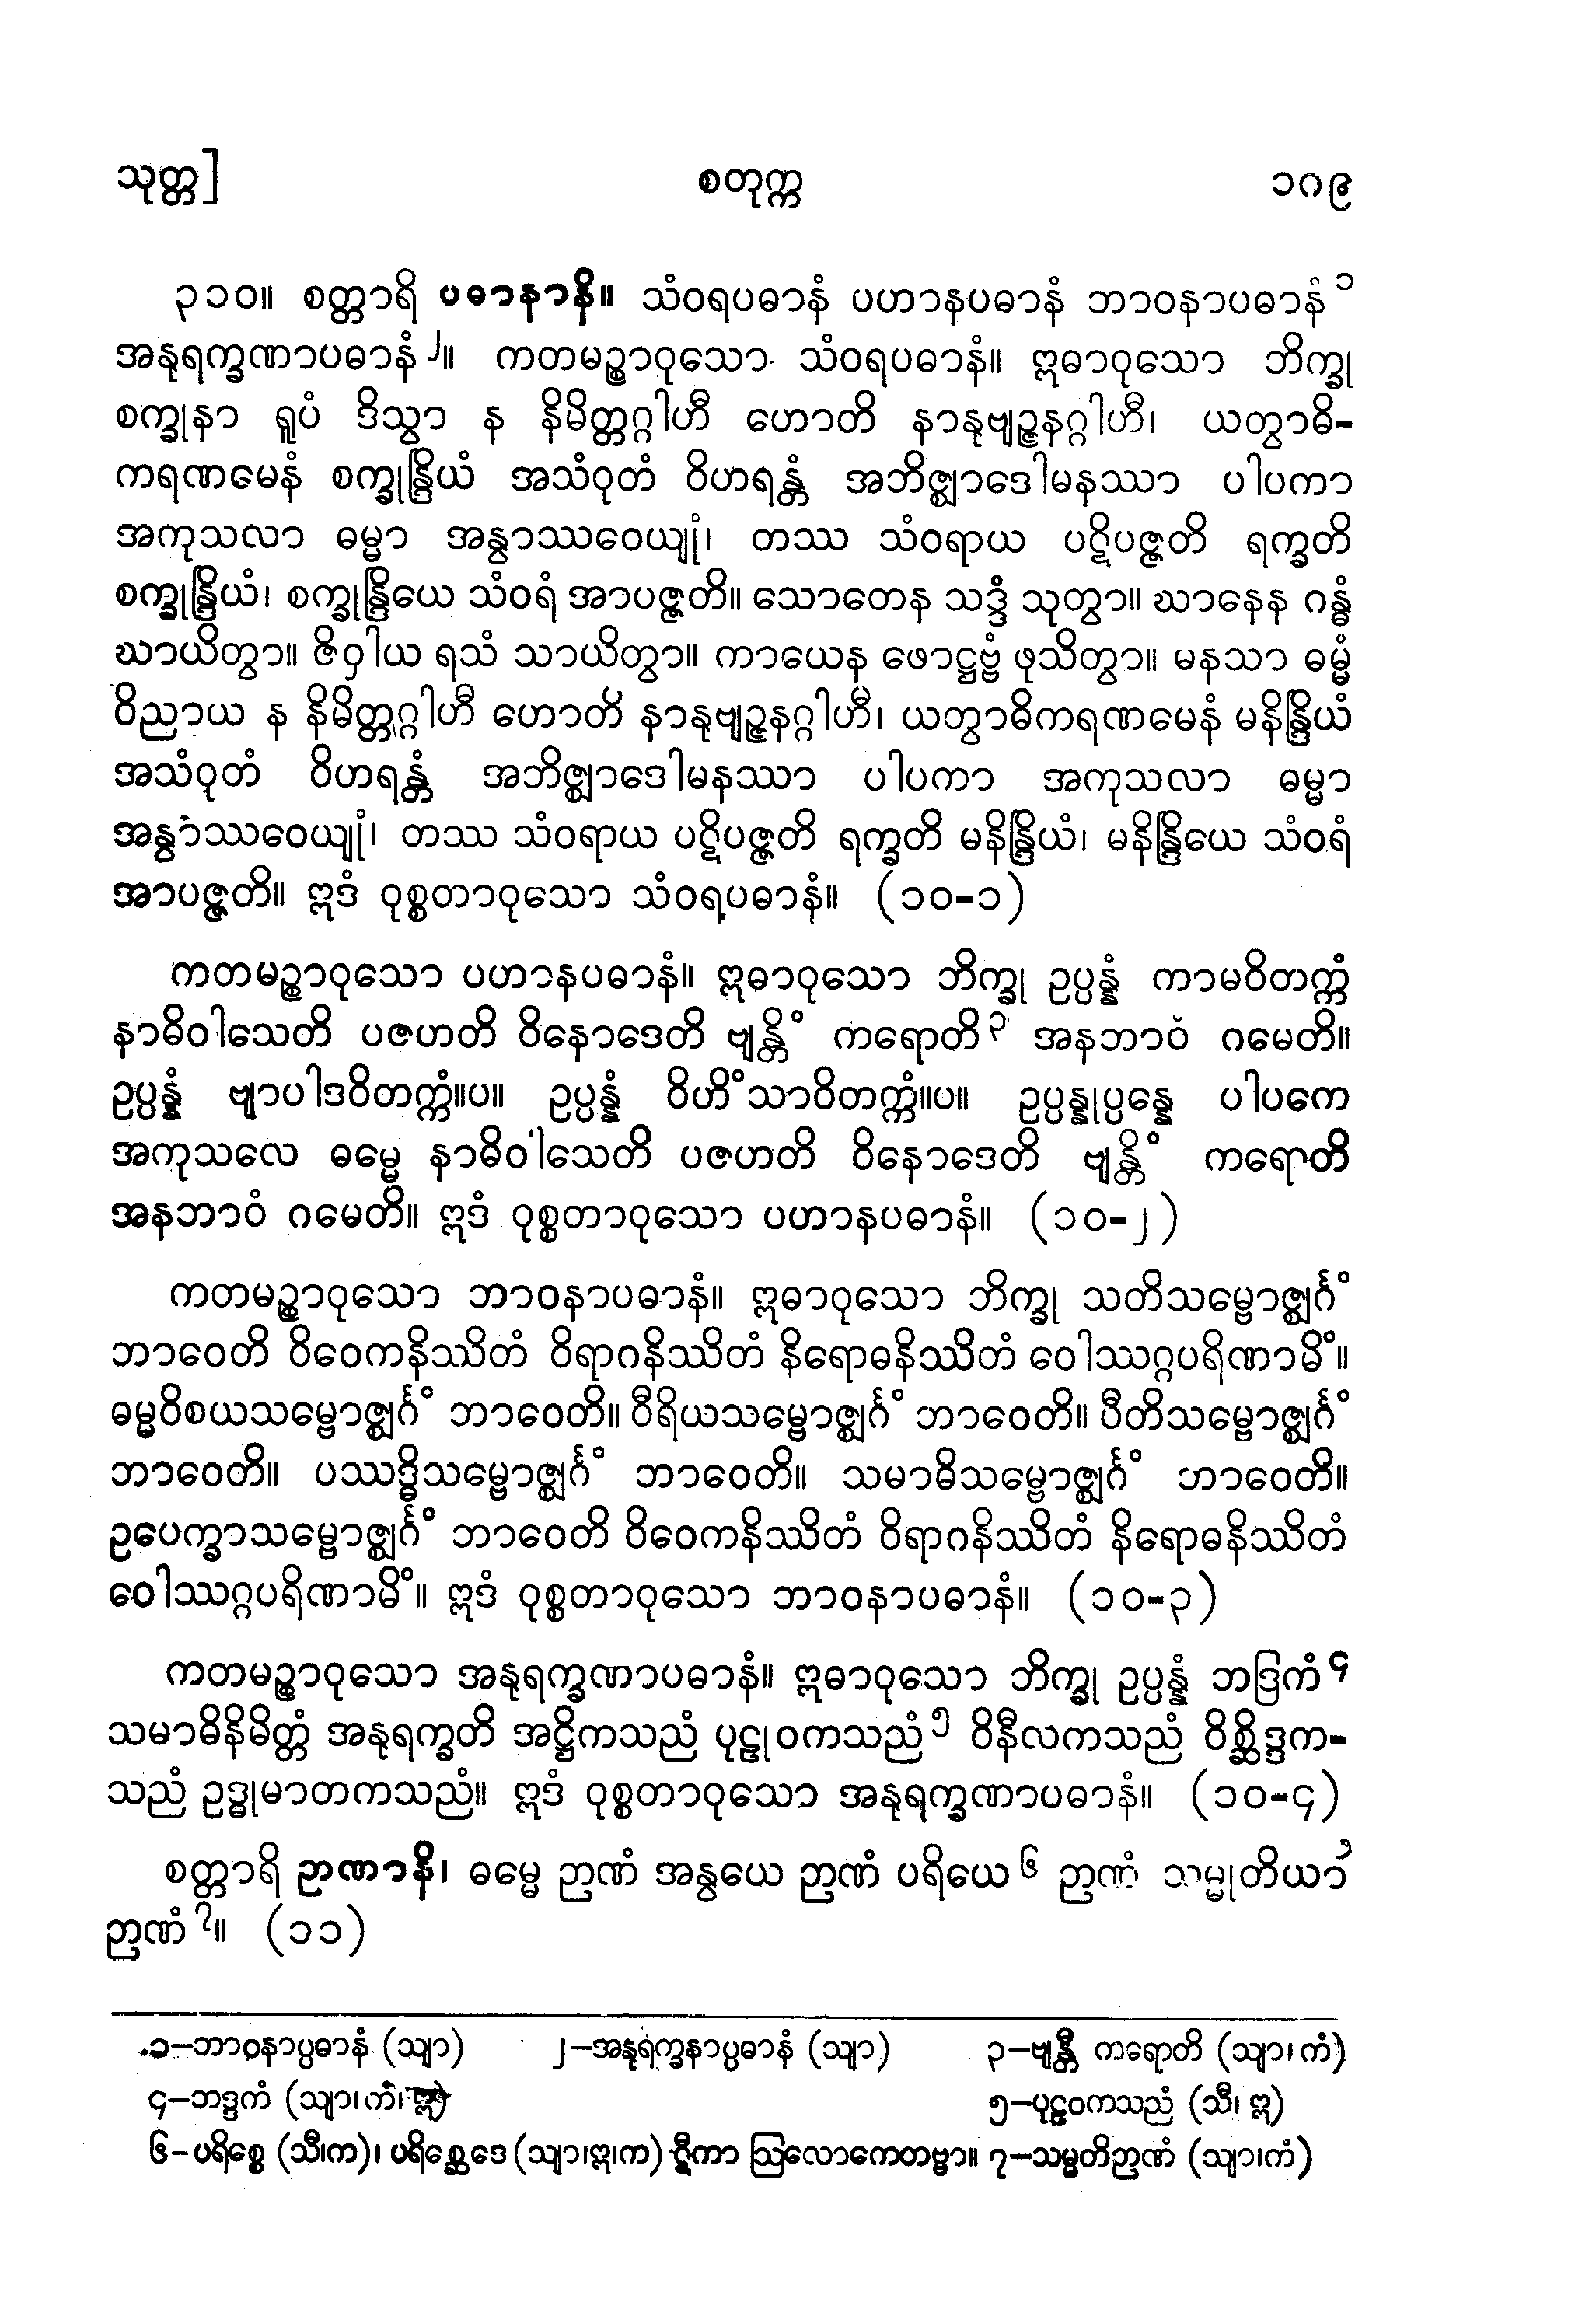 သုတ္တ] စတုက္က ၁၈၉
၃၁၀။ စတ္တာရိ ပဓာနာနိ။ သံဝရပဓာနံ ပဟာနပဓာနံ ဘာဝနာပဓာနံ ၁
အနုရက္ခဏာပဓာနံ ၂။ ကတမဉ္စာဝုသော သံဝရပဓာနံ။ ဣဓာဝုသော ဘိက္ခု
စက္ခုနာ ရူပံ ဒိသွာ န နိမိတ္တဂ္ဂါဟီ ဟောတိ နာနုဗျဉ္ဇနဂ္ဂါဟီ၊ ယတွာဓိ-
ကရဏမေနံ စက္ခုန္ဒြိယံ အသံဝုတံ ဝိဟရန္တံ အဘိဇ္ဈာဒေါမနဿာ ပါပကာ
အကုသလာ ဓမ္မာ အန္ွာဿဝေယျုံ၊ တဿ သံဝရာယ ပဋိပဇ္ဇတိ ရက္ခတိ
စက္ခုန္ဒြိယံ၊ စက္ခုန္ဒြိယေ သံဝရံ အာပဇ္ဇတိ။ သောတေန သဒ္ဒံ သုတွာ။ ဃာနေန ဂန္ဓံ
ဃာယိတွာ။ ဇိဝှါယ ရသံ သာယိတွာ။ ကာယေန ဖောဋ္ဌဗ္ဗံ ဖုသိတွာ။ မနသာ ဓမ္မံ
ဝိညာယ န နိမိတ္တဂ္ဂါဟီ ဟောတိ နာနုဗျဉ္ဇနဂ္ဂါဟီ၊ ယတွာဓိကရဏမေနံ မနိန္ဒြိယံ
အသံဝုတံ ဝိဟရန္တံ အဘိဇ္ဈာဒေါမနဿာ ပါပကာ အကုသလာ ဓမ္မာ
အနွာဿဝေယျုံ၊ တဿ သံဝရာယ ပဋိပဇ္ဇတိ ရက္ခတိ မနိန္ဒြိယံ၊ မနိန္ဒြိယေ သံဝရံ
အာပဇ္ဇတိ။ ဣဒံ ဝုစ္စတာဝုသော သံဝရပဓာနံ။ (၁၀-၁)
ကတမဉ္စာဝုသော ပဟာနပဓာနံ။ ဣဓာဝုသော ဘိက္ခု ဥပ္ပန္နံ ကာမဝိတက္ကံ
နာဓိဝါသေတိ ပဇဟတိ ဝိနောဒေတိ ဗျန္တိံ ကရောတိ ၃ အနဘာဝံ ဂမေတိ။
ဥပ္ပန္နံ ဗျာပါဒဝိတက္ကံ။ပ။ ဥပ္ပန္နံ ဝိဟိံသာဝိတက္ကံ။ပ။ ဥပ္ပန္နုပ္ပန္နေ ပါပကေ
အကုသလေ ဓမ္မေ နာဓိဝါသေတိ ပဇဟတိ ဝိနောဒေတိ ဗျန္တိံ ကရောတိ
အနဘာဝံ ဂမေတိ။ ဣဒံ ဝုစ္စတာဝုသော ပဟာနပဓာနံ။ (၁၀-၂)
ကတမဉ္စာဝုသော ဘာဝနာပဓာနံ။ ဣဓာဝုသော ဘိက္ခု သတိသမ္ဗောဇ္ဈင်္ဂံ
ဘာဝေတိ ဝိဝေကနိဿိတံ ဝိရာဂနိဿိတံ နိရောဓနိဿိတံ ဝေါဿဂ္ဂပရိဏာမိံ။
ဓမ္မဝိစယသမ္ဗောဇ္ဈင်္ဂံ ဘာဝေတိ။ ဝီရိယသမ္ဗောဇ္ဈင်္ဂံ ဘာဝေတိ။ ပီတိသမ္ဗောဇ္ဈင်္ဂံ
ဘာဝေတိ။ ပဿဒ္ဓိသမ္ဗောဇ္ဈင်္ဂံ ဘာဝေတိ။ သမာဓိသမ္ဗောဇ္ဈင်္ဂံ ဘာဝေတိ။
ဥပေက္ခာသမ္ဗောဇ္ဈင်္ဂံ ဘာဝေတိ ဝိဝေကနိဿိတံ ဝိရာဂနိဿိတံ နိရောဓနိဿိတံ
ဝေါဿဂ္ဂပရိဏာမိံ။ ဣဒံ ဝုစ္စတာဝုသော ဘာဝနာပဓာနံ။ (၁၀-၃)
ကတမဉ္စာဝုသော အနုရက္ခဏာပဓာနံ။ ဣဓာဝုသော ဘိက္ခု ဥပ္ပန္နံ ဘဒြကံ ၄
သမာဓိနိမိတ္တံ အနုရက္ခတိ အဋ္ဌိကသညံ ပုဠုဝကသညံ ၅ ဝိနီလကသညံ ဝိစ္ဆိဒ္ဒက-
သညံ ဥဒ္ဓုမာတကသညံ။ ဣဒံ ဝုစ္စတာဝုသော အနုရက္ခဏာပဓာနံ။ (၁၀-၄)
စတ္တာရိ ဉာဏာနိ၊ ဓမ္မေ ဉာဏံ အနွယေ ဉာဏံ ပရိယေ ၆ ဉာဏံ သမ္မုတိယာ
ဉာဏံ ၇။ (၁၁)
၁–ဘာဝနာပ္ပဓာနံ (သျာ) ၂–အနုရက္ခနာပ္ပဓာနံ (သျာ) ၃–ဗျန္တီ ကရောတိ (သျာ၊ ကံ)
၄–ဘဒ္ဒကံ (သျာ၊ ကံ၊ ဣ) ၅–ပုဠုဝကသညံ (သီ၊ ဣ)
၆–ပရိစ္စေ (သီ၊က)၊ ပရိစ္ဆေဒေ (သျာ၊ဣ၊က) ဋီကာ ဩလောကေတဗ္ဗာ။ ၇–သမ္မတိဉာဏံ (သျာ၊ကံ)